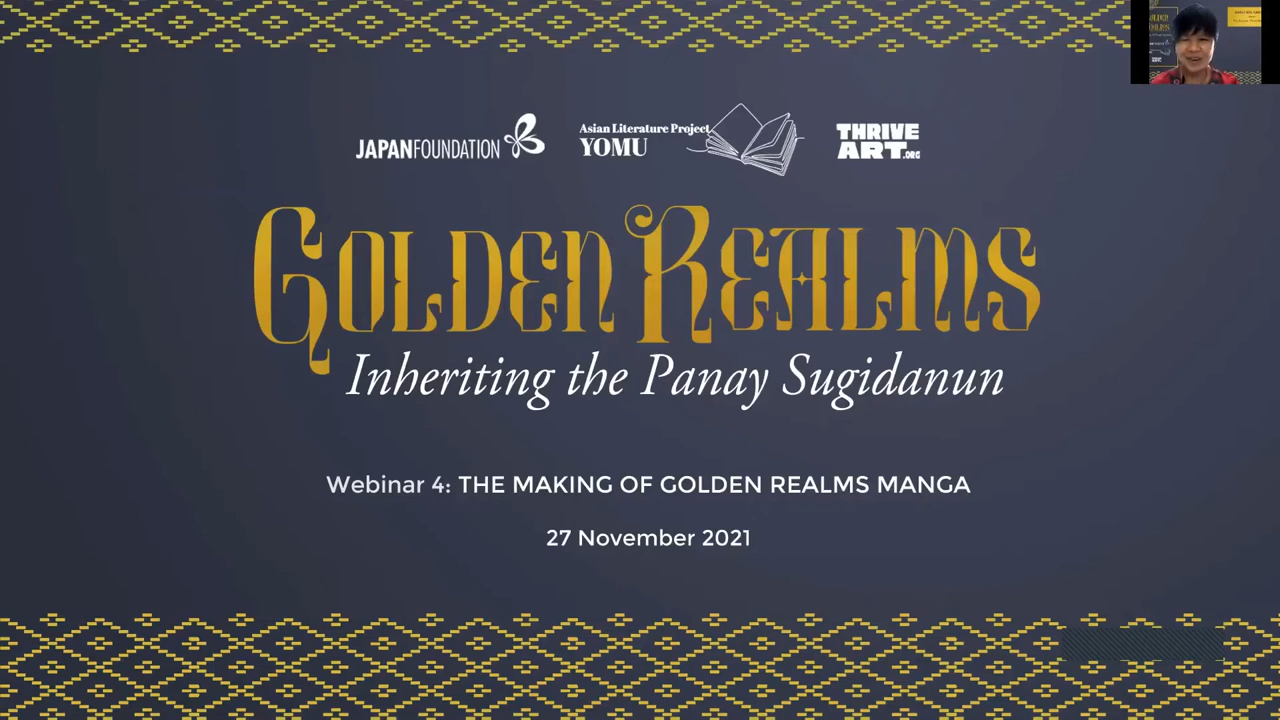 JAPANFOUNDATION
Asian Literature Project
YOMU
THRIVE
ART.ORG
GOLDEN REALMS
Inheriting the Panay Sugidanun
Webinar 4: THE MAKING OF GOLDEN REALMS MANGA
27 November 2021